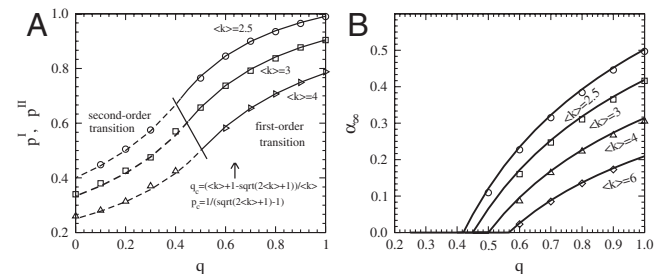 A
B
p^I, p^II
1.0
0.8
0.6
0.4
0.2
0
0.2
0.4
0.6
0.8
1
q
<k>=2.5
<k>=3
<k>=4
second-order
transition
first-order
transition
q_c=(<k>+1-sqrt(2<k>+1))/<k>
p_c=1/(sqrt(2<k>+1)-1)
α_∞
0.5
0.4
0.3
0.2
0.1
0.0
0.2
0.3
0.4
0.5
0.6
0.7
0.8
0.9
1.0
q
<k>=2.5
<k>=3
<k>=4
<k>=6